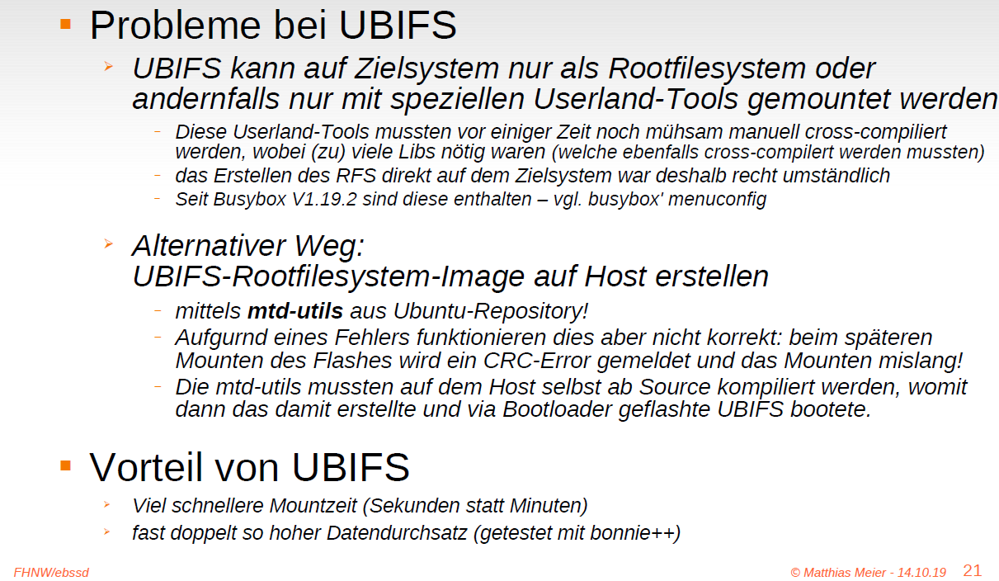 Probleme bei UBIFS
UBIFS kann auf Zielsystem nur als Rootfilesystem oder
andernfalls nur mit speziellen Userland-Tools gemountet werden
– Diese Userland-Tools mussten vor einiger Zeit noch mühsam manuell cross-compiliert
werden, wobei (zu) viele Libs nötig waren (welche ebenfalls cross-compilert werden mussten)
– das Erstellen des RFS direkt auf dem Zielsystem war deshalb recht umständlich
– Seit Busybox V1.19.2 sind diese enthalten – vgl. busybox' menuconfig
Alternativer Weg:
UBIFS-Rootfilesystem-Image auf Host erstellen
– mittels mtd-utils aus Ubuntu-Repository!
– Aufgurnd eines Fehlers funktionieren dies aber nicht korrekt: beim späteren
Mounten des Flashes wird ein CRC-Error gemeldet und das Mounten mislang!
– Die mtd-utils mussten auf dem Host selbst ab Source kompiliert werden, womit
dann das damit erstellte und via Bootloader geflashte UBIFS bootete.
Vorteil von UBIFS
Viel schnellere Mountzeit (Sekunden statt Minuten)
fast doppelt so hoher Datendurchsatz (getestet mit bonnie++)
FHNW/ebssd
© Matthias Meier - 14.10.19 21